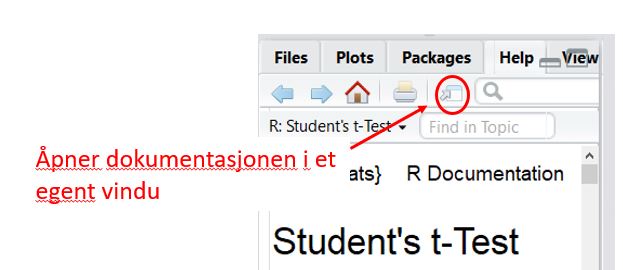 Files Plots Packages Help View
R: Student's t-Test Find in Topic
Åpner dokumentasjonen i et
egent vindu
ats} R Documentation
Student's t-Test